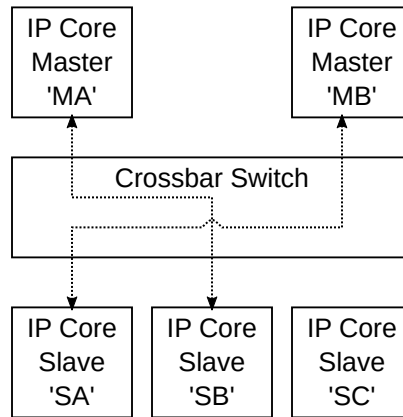 IP Core
Master
'MA'
IP Core
Master
'MB'
Crossbar Switch
IP Core
Slave
'SA'
IP Core
Slave
'SB'
IP Core
Slave
'SC'